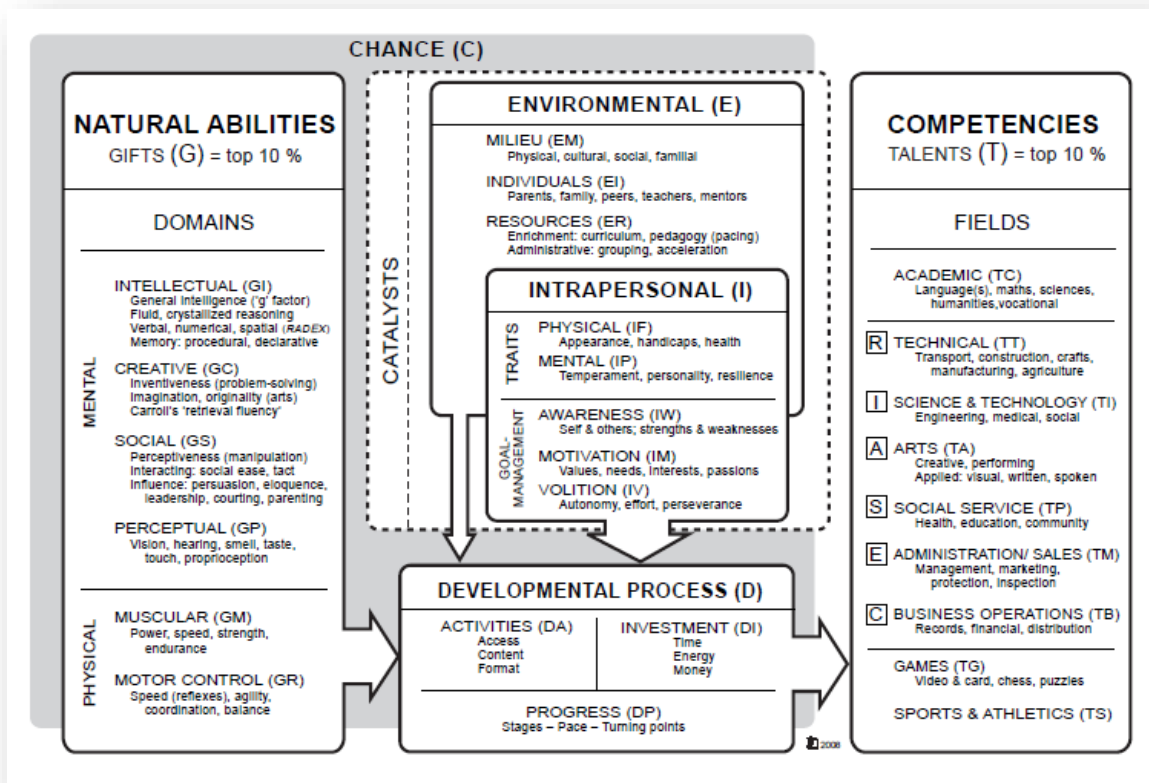 CHANCE (C)
NATURAL ABILITIES
GIFTS (G) = top 10 %
DOMAINS
MENTAL
INTELLECTUAL (GI)
General intelligence ('g' factor)
Fluid, crystallized reasoning
Verbal, numerical, spatial (RADEX)
Memory: procedural, declarative
CREATIVE (GC)
Inventiveness (problem-solving)
Imagination, originality (arts)
Carroll's 'retrieval fluency'
SOCIAL (GS)
Perceptiveness (manipulation)
Interacting: social ease, tact
Influence: persuasion, eloquence,
leadership, courting, parenting
PERCEPTUAL (GP)
Vision, hearing, smell, taste,
touch, proprioception
PHYSICAL
MUSCULAR (GM)
Power, speed, strength,
endurance
MOTOR CONTROL (GR)
Speed (reflexes), agility,
coordination, balance
CATALYSTS
ENVIRONMENTAL (E)
MILIEU (EM)
Physical, cultural, social, familial
INDIVIDUALS (EI)
Parents, family, peers, teachers, mentors
RESOURCES (ER)
Enrichment: curriculum, pedagogy (pacing)
Administrative: grouping, acceleration
INTRAPERSONAL (I)
TRAITS
PHYSICAL (IF)
Appearance, handicaps, health
MENTAL (IP)
Temperament, personality, resilience
GOAL-
MANAGEMENT
AWARENESS (IW)
Self & others; strengths & weaknesses
MOTIVATION (IM)
Values, needs, interests, passions
VOLITION (IV)
Autonomy, effort, perseverance
DEVELOPMENTAL PROCESS (D)
ACTIVITIES (DA)
Access
Content
Format
INVESTMENT (DI)
Time
Energy
Money
PROGRESS (DP)
Stages – Pace – Turning points
2008
COMPETENCIES
TALENTS (T) = top 10 %
FIELDS
ACADEMIC (TC)
Language(s), maths, sciences,
humanities,vocational
R TECHNICAL (TT)
Transport, construction, crafts,
manufacturing, agriculture
I SCIENCE & TECHNOLOGY (TI)
Engineering, medical, social
A ARTS (TA)
Creative, performing
Applied: visual, written, spoken
S SOCIAL SERVICE (TP)
Health, education, community
E ADMINISTRATION/ SALES (TM)
Management, marketing,
protection, inspection
C BUSINESS OPERATIONS (TB)
Records, financial, distribution
GAMES (TG)
Video & card, chess, puzzles
SPORTS & ATHLETICS (TS)